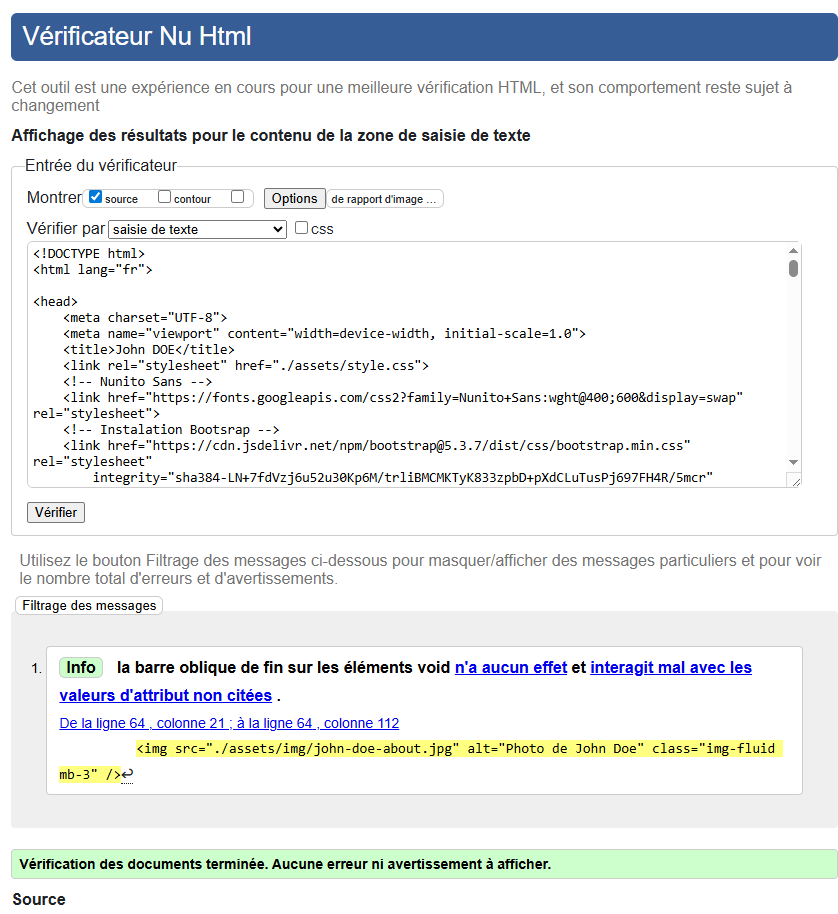 Vérificateur Nu Html
Cet outil est une expérience en cours pour une meilleure vérification HTML, et son comportement reste sujet à
changement
Affichage des résultats pour le contenu de la zone de saisie de texte
Entrée du vérificateur
Montrer source contour Options de rapport d'image ...
Vérifier par saisie de texte css
<!DOCTYPE html>
<html lang="fr">
<head>
<meta charset="UTF-8">
<meta name="viewport" content="width=device-width, initial-scale=1.0">
<title>John DOE</title>
<link rel="stylesheet" href="./assets/style.css">
<!-- Nunito Sans -->
<link href="https://fonts.googleapis.com/css2?family=Nunito+Sans:wght@400;600&display=swap"
rel="stylesheet">
<!-- Instalation Bootsrap -->
<link href="https://cdn.jsdelivr.net/npm/bootstrap@5.3.7/dist/css/bootstrap.min.css"
rel="stylesheet"
integrity="sha384-LN+7fdVzj6u52u30Kp6M/trliBMCMKTyK833zpbD+pXdCLuTusPj697FH4R/5mcr"
Vérifier
Utilisez le bouton Filtrage des messages ci-dessous pour masquer/afficher des messages particuliers et pour voir
le nombre total d'erreurs et d'avertissements.
Filtrage des messages
1. Info la barre oblique de fin sur les éléments void n'a aucun effet et interagit mal avec les
valeurs d'attribut non citées .
De la ligne 64 , colonne 21 ; à la ligne 64 , colonne 112
<img src="./assets/img/john-doe-about.jpg" alt="Photo de John Doe" class="img-fluid
mb-3" />↩
Vérification des documents terminée. Aucune erreur ni avertissement à afficher.
Source